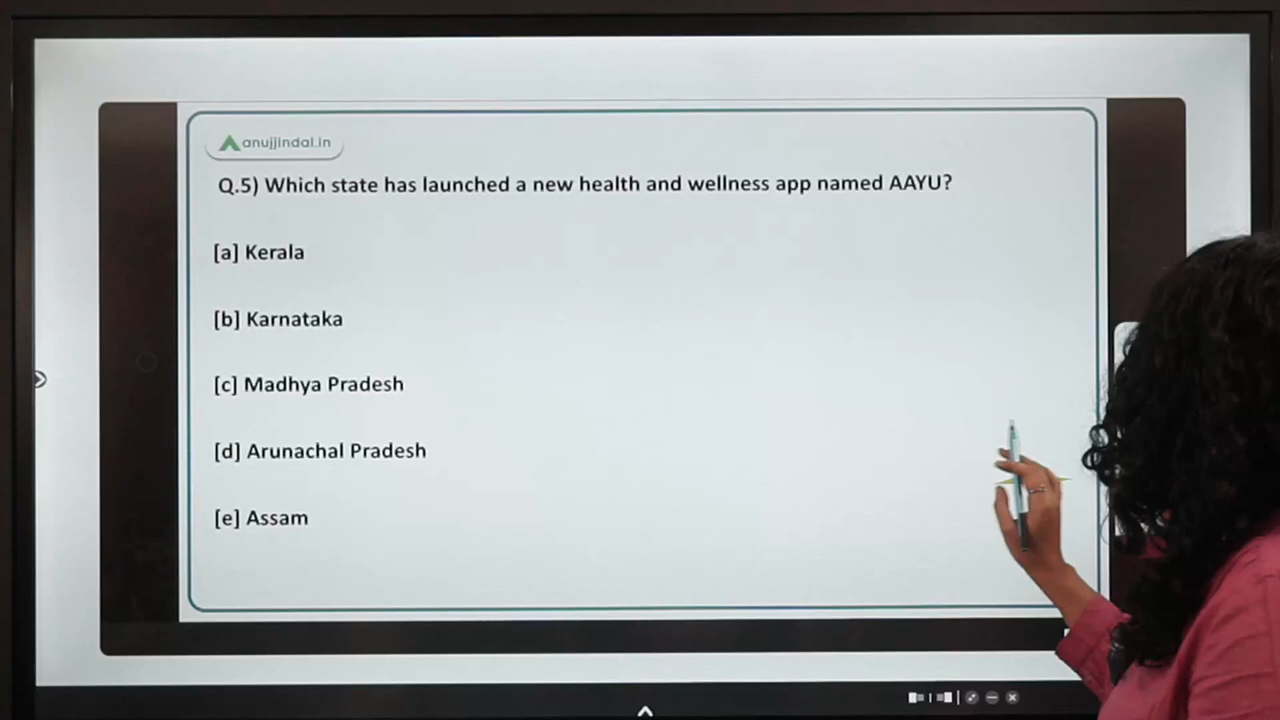 anujjindal.in
Q.5) Which state has launched a new health and wellness app named AAYU?
[a] Kerala
[b] Karnataka
[c] Madhya Pradesh
[d] Arunachal Pradesh
[e] Assam